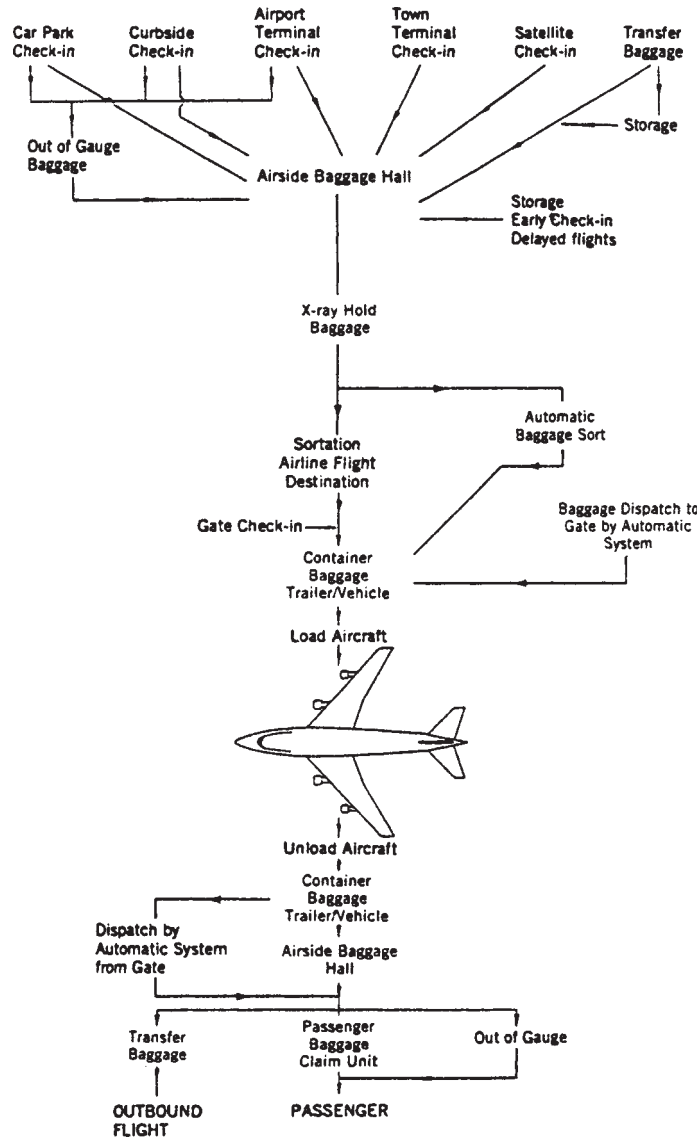 Car Park
Check-in
Curbside
Check-in
Airport
Terminal
Check-in
Town
Terminal
Check-in
Satellite
Check-in
Transfer
Baggage
Storage
Out of Gauge
Baggage
Airside Baggage Hall
Storage
Early Check-in
Delayed flights
X-ray Hold
Baggage
Automatic
Baggage Sort
Sortation
Airline Flight
Destination
Baggage Dispatch to
Gate by Automatic
System
Gate Check-in
Container
Baggage
Trailer/Vehicle
Load Aircraft
Unload Aircraft
Container
Baggage
Trailer/Vehicle
Dispatch by
Automatic System
from Gate
Airside Baggage
Hall
Transfer
Baggage
Passenger
Baggage
Claim Unit
Out of Gauge
OUTBOUND
FLIGHT
PASSENGER